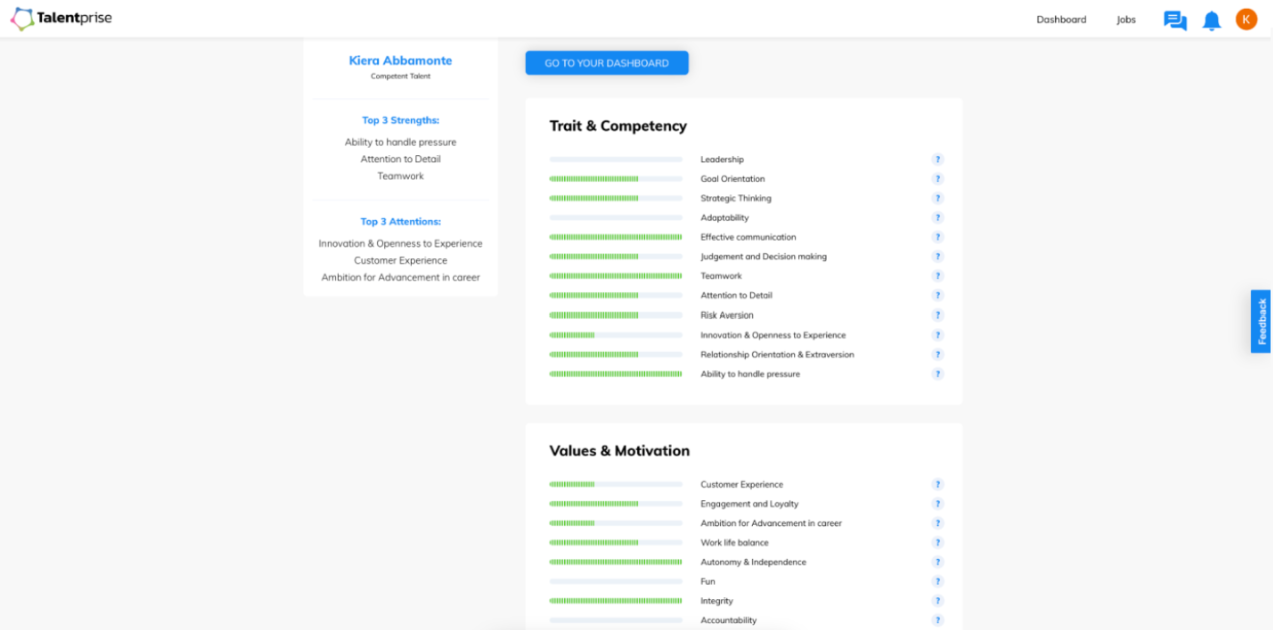 Talentprise
Dashboard
Jobs
K
Kiera Abbamonte
Competent Talent
Top 3 Strengths:
Ability to handle pressure
Attention to Detail
Teamwork
Top 3 Attentions:
Innovation & Openness to Experience
Customer Experience
Ambition for Advancement in career
GO TO YOUR DASHBOARD
Trait & Competency
Leadership ?
Goal Orientation ?
Strategic Thinking ?
Adaptability ?
Effective communication ?
Judgement and Decision making ?
Teamwork ?
Attention to Detail ?
Risk Aversion ?
Innovation & Openness to Experience ?
Relationship Orientation & Extraversion ?
Ability to handle pressure ?
Values & Motivation
Customer Experience ?
Engagement and Loyalty ?
Ambition for Advancement in career ?
Work life balance ?
Autonomy & Independence ?
Fun ?
Integrity ?
Accountability ?
Feedback